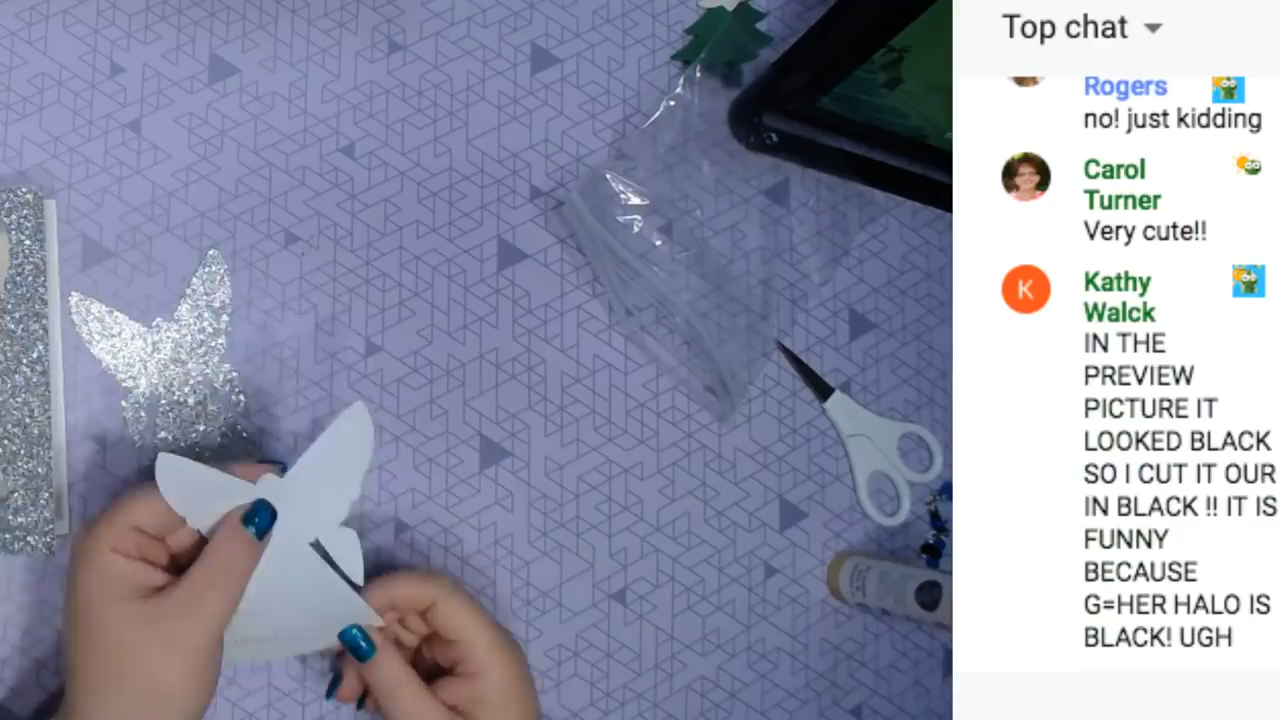 Top chat
Rogers
no! just kidding
Carol
Turner
Very cute!!
K
Kathy
Walck
IN THE
PREVIEW
PICTURE IT
LOOKED BLACK
SO I CUT IT OUR
IN BLACK !! IT IS
FUNNY
BECAUSE
G=HER HALO IS
BLACK! UGH